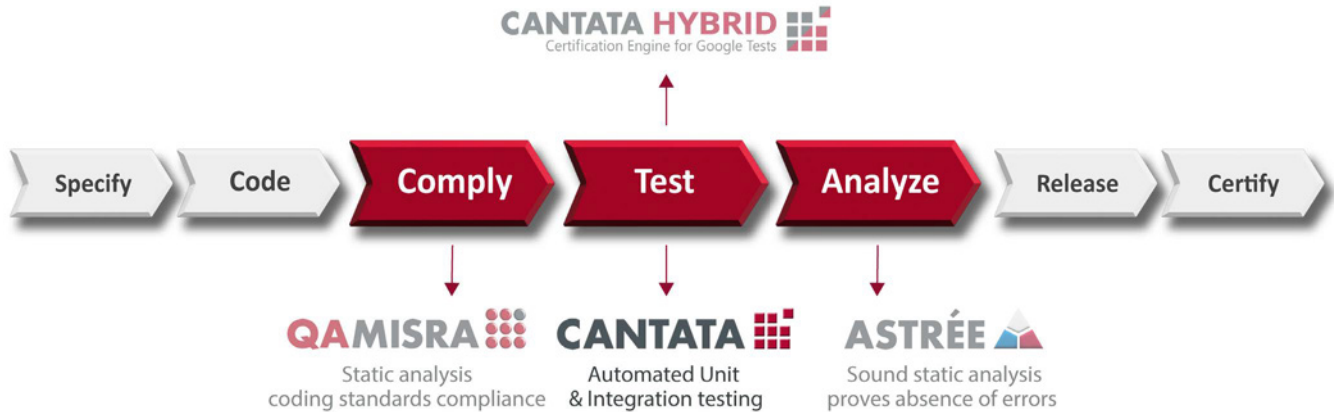 CANTATA HYBRID
Certification Engine for Google Tests
Specify
Code
Comply
Test
Analyze
Release
Certify
QAMISRA
Static analysis
coding standards compliance
CANTATA
Automated Unit
& Integration testing
ASTRÉE
Sound static analysis
proves absence of errors